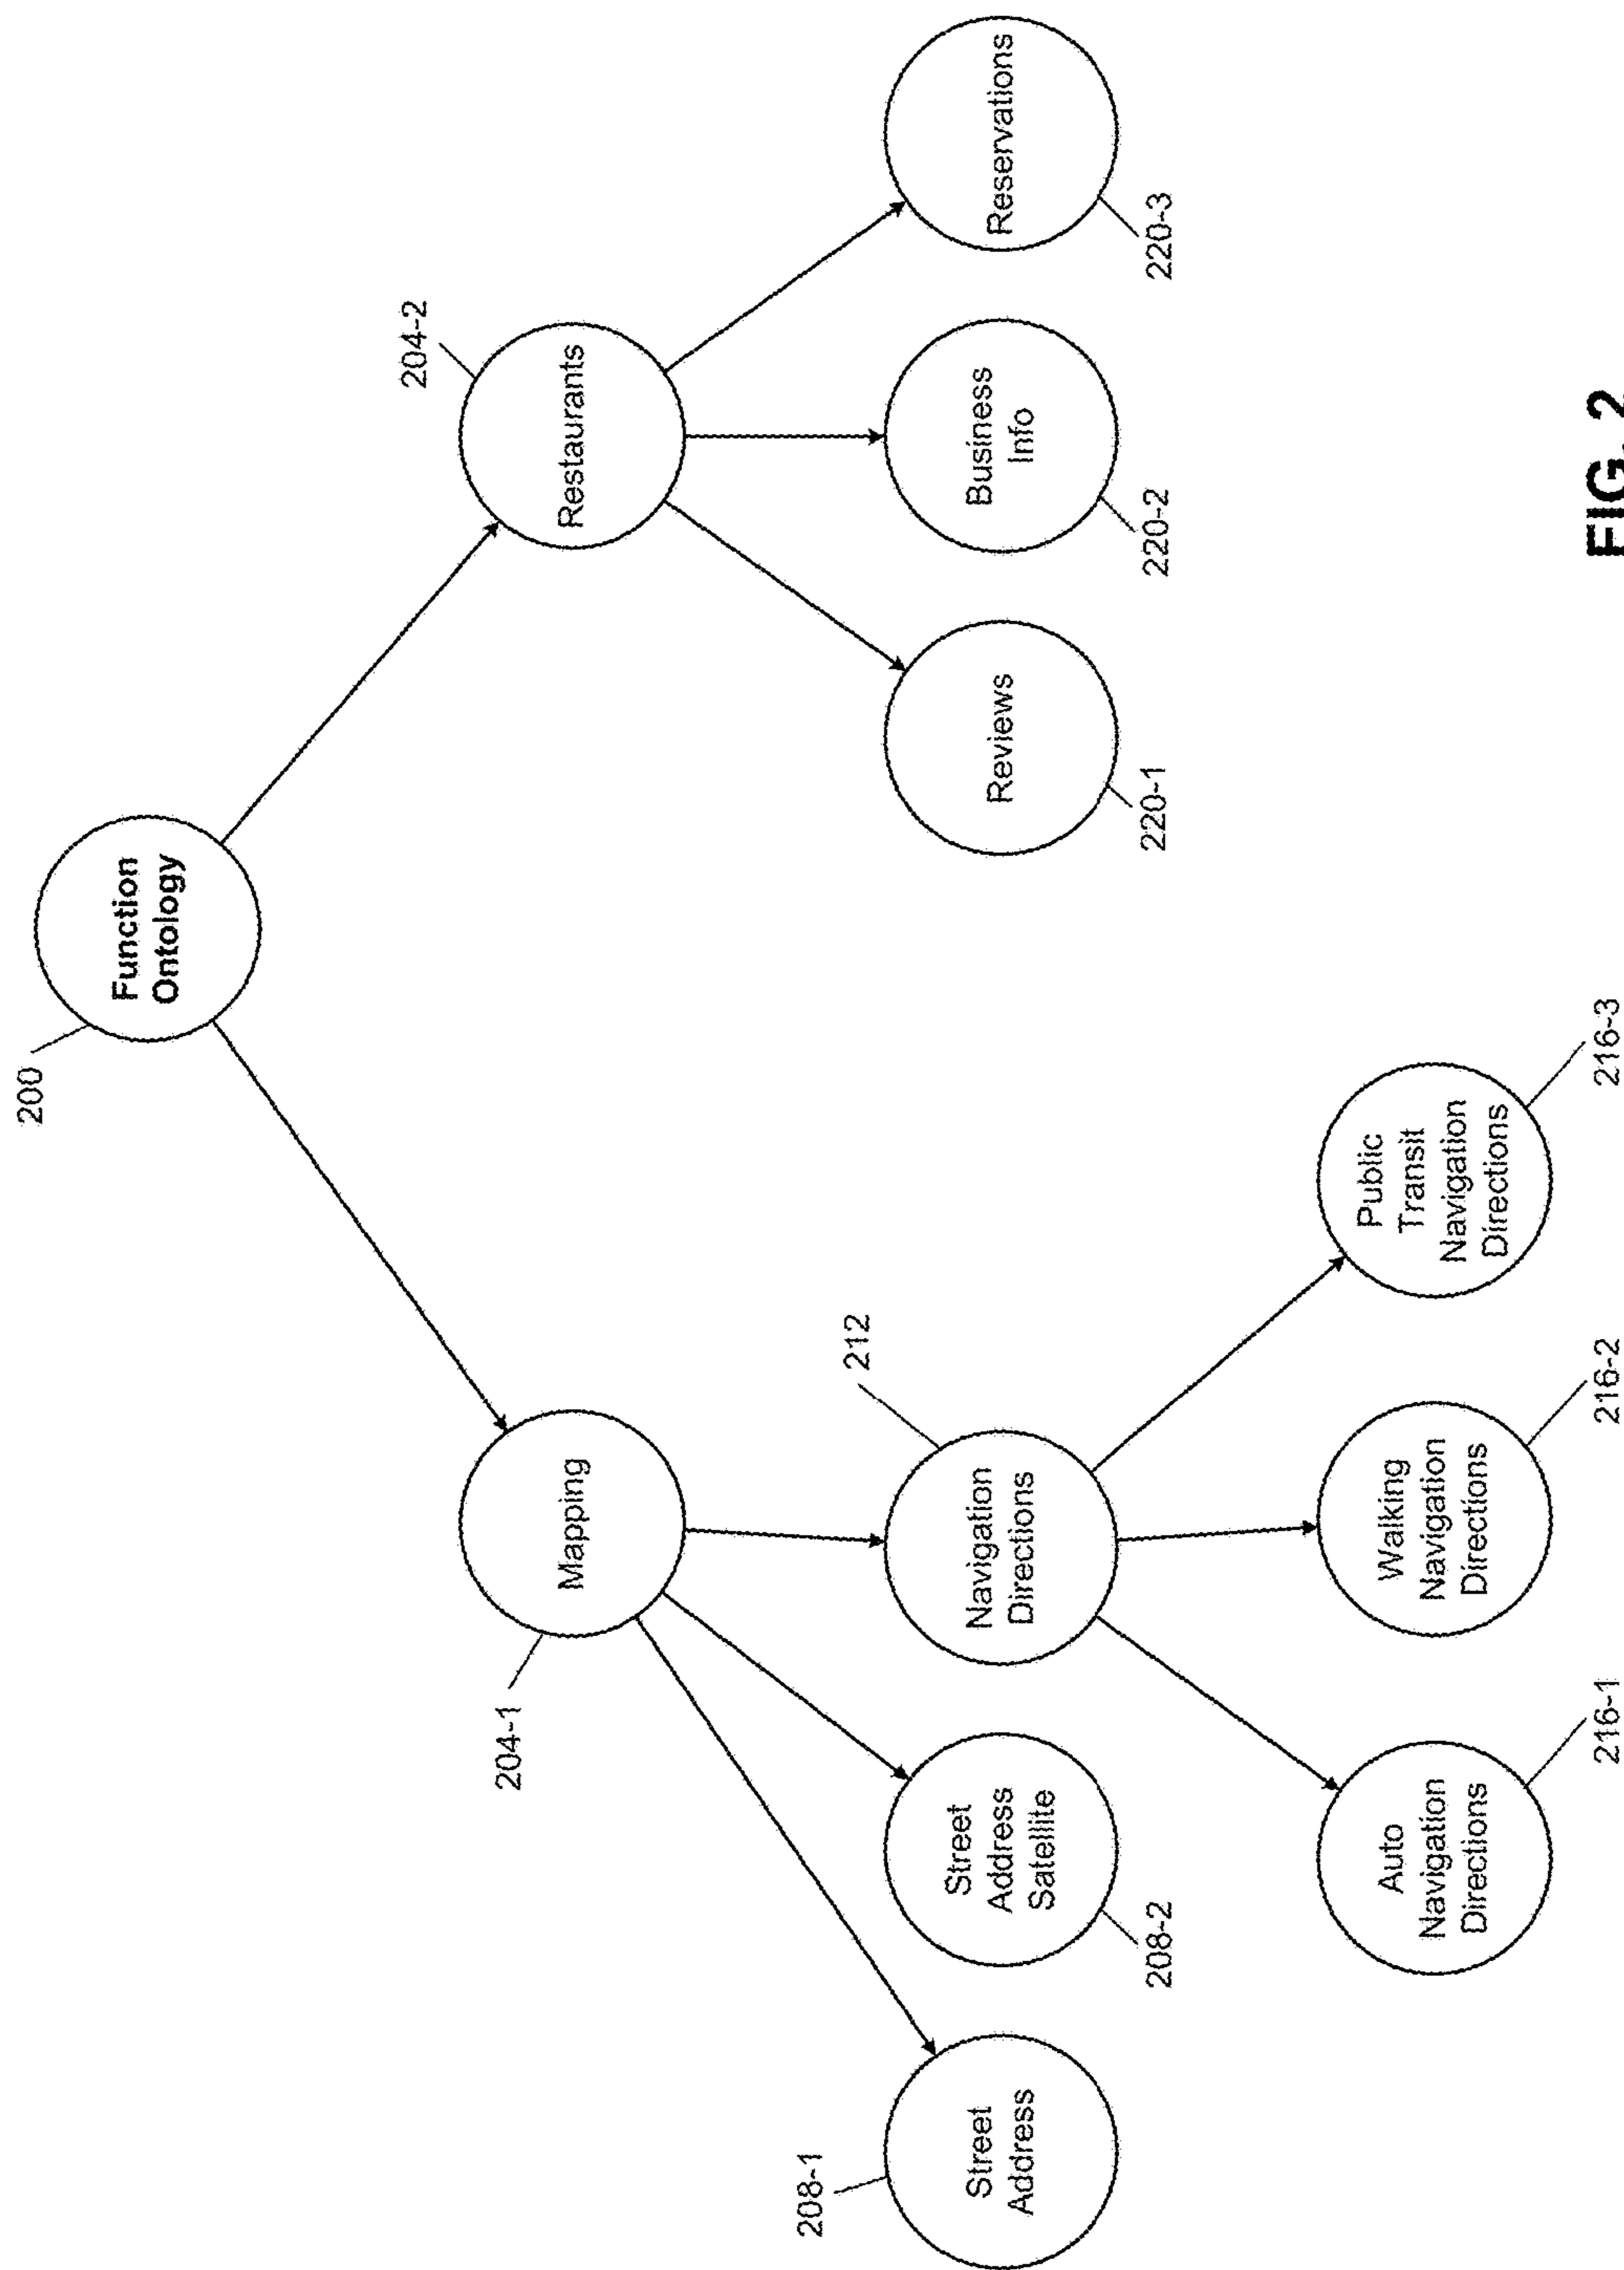 200
Function
Ontology
204-1
Mapping
204-2
Restaurants
208-1
Street
Address
Street
Address
Satellite
208-2
212
Navigation
Directions
Reviews
220-1
Business
Info
220-2
Reservations
220-3
Auto
Navigation
Directions
216-1
Walking
Navigation
Directions
216-2
Public
Transit
Navigation
Directions
216-3
FIG. 2